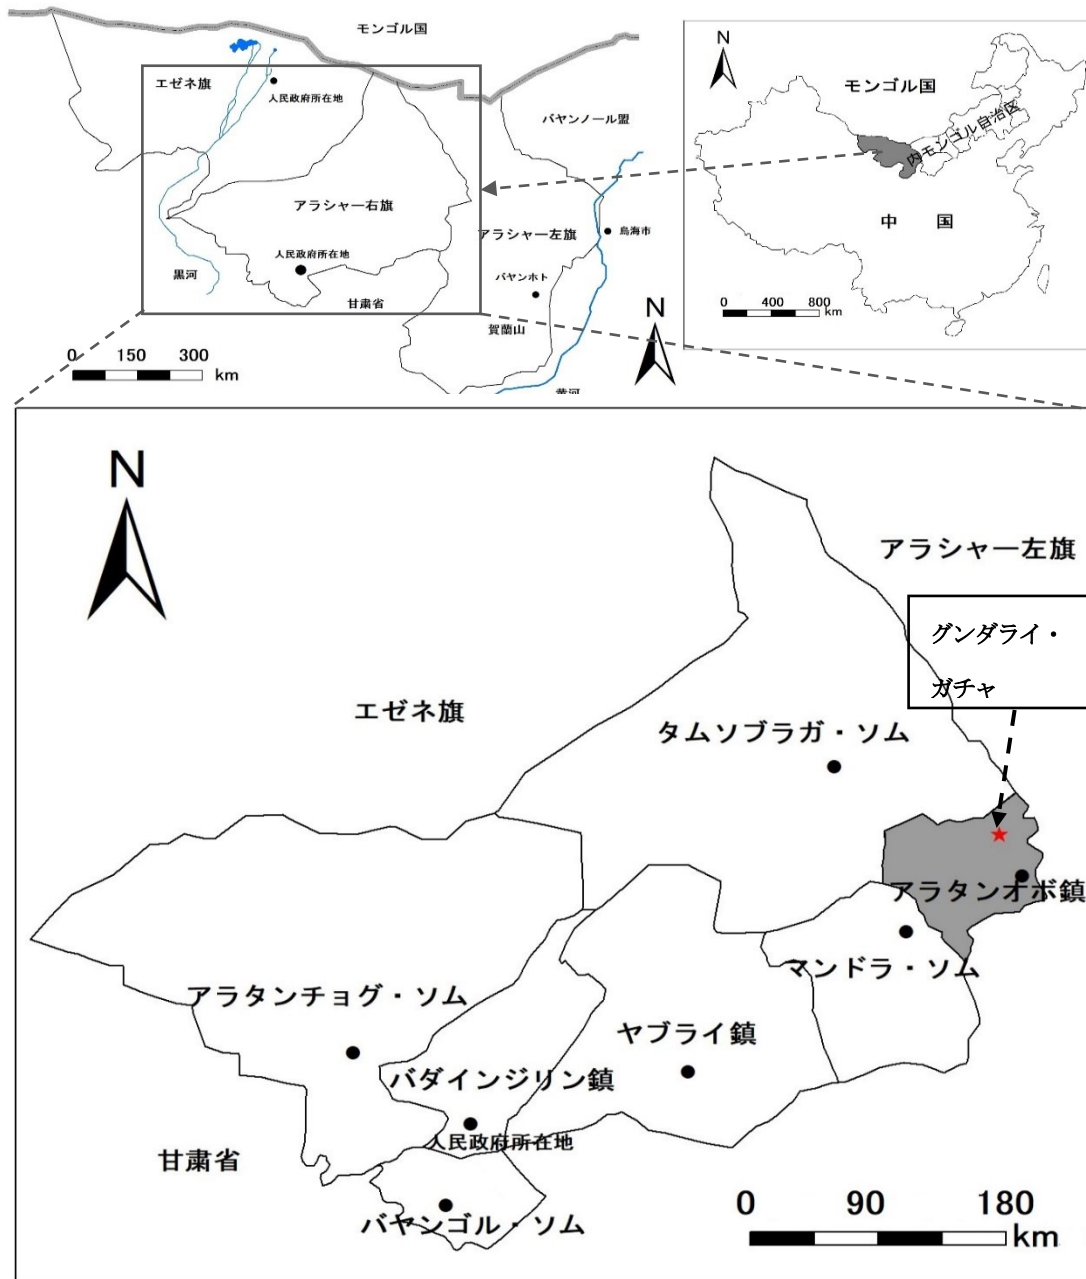 モンゴル国
エゼネ旗
人民政府所在地
バヤンノール盟
アラシャー右旗
アラシャー左旗
烏海市
人民政府所在地
バヤンホト
黒河
甘粛省
賀蘭山
N
0 150 300
km
黄河
N
モンゴル国
内モンゴル自治区
中 国
0 400 800
km
N
アラシャー左旗
グンダライ・
ガチャ
エゼネ旗
タムソブラガ・ソム
アラタンオボ鎮
マンドラ・ソム
アラタンチョグ・ソム
ヤブライ鎮
バダインジリン鎮
人民政府所在地
甘粛省
バヤンゴル・ソム
0 90 180
km